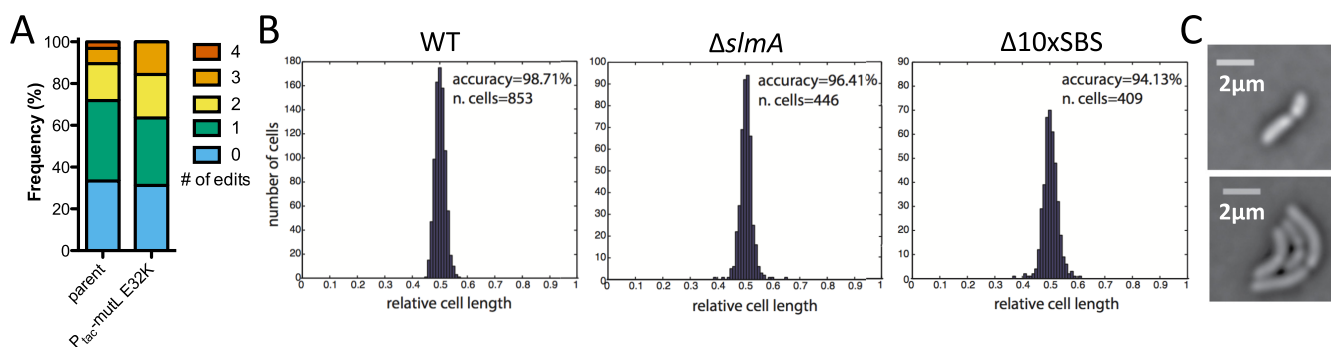 A
100
80
60
40
20
0
Frequency (%)
parent
Ptac-mutL E32K
4
3
2
1
0
# of edits
B
WT
accuracy=98.71%
n. cells=853
180
160
140
120
100
80
60
40
20
0
number of cells
0 0.1 0.2 0.3 0.4 0.5 0.6 0.7 0.8 0.9 1
relative cell length
ΔslmA
accuracy=96.41%
n. cells=446
100
90
80
70
60
50
40
30
20
10
0
0 0.1 0.2 0.3 0.4 0.5 0.6 0.7 0.8 0.9 1
relative cell length
Δ10xSBS
accuracy=94.13%
n. cells=409
90
80
70
60
50
40
30
20
10
0
0 0.1 0.2 0.3 0.4 0.5 0.6 0.7 0.8 0.9 1
relative cell length
C
2μm
2μm